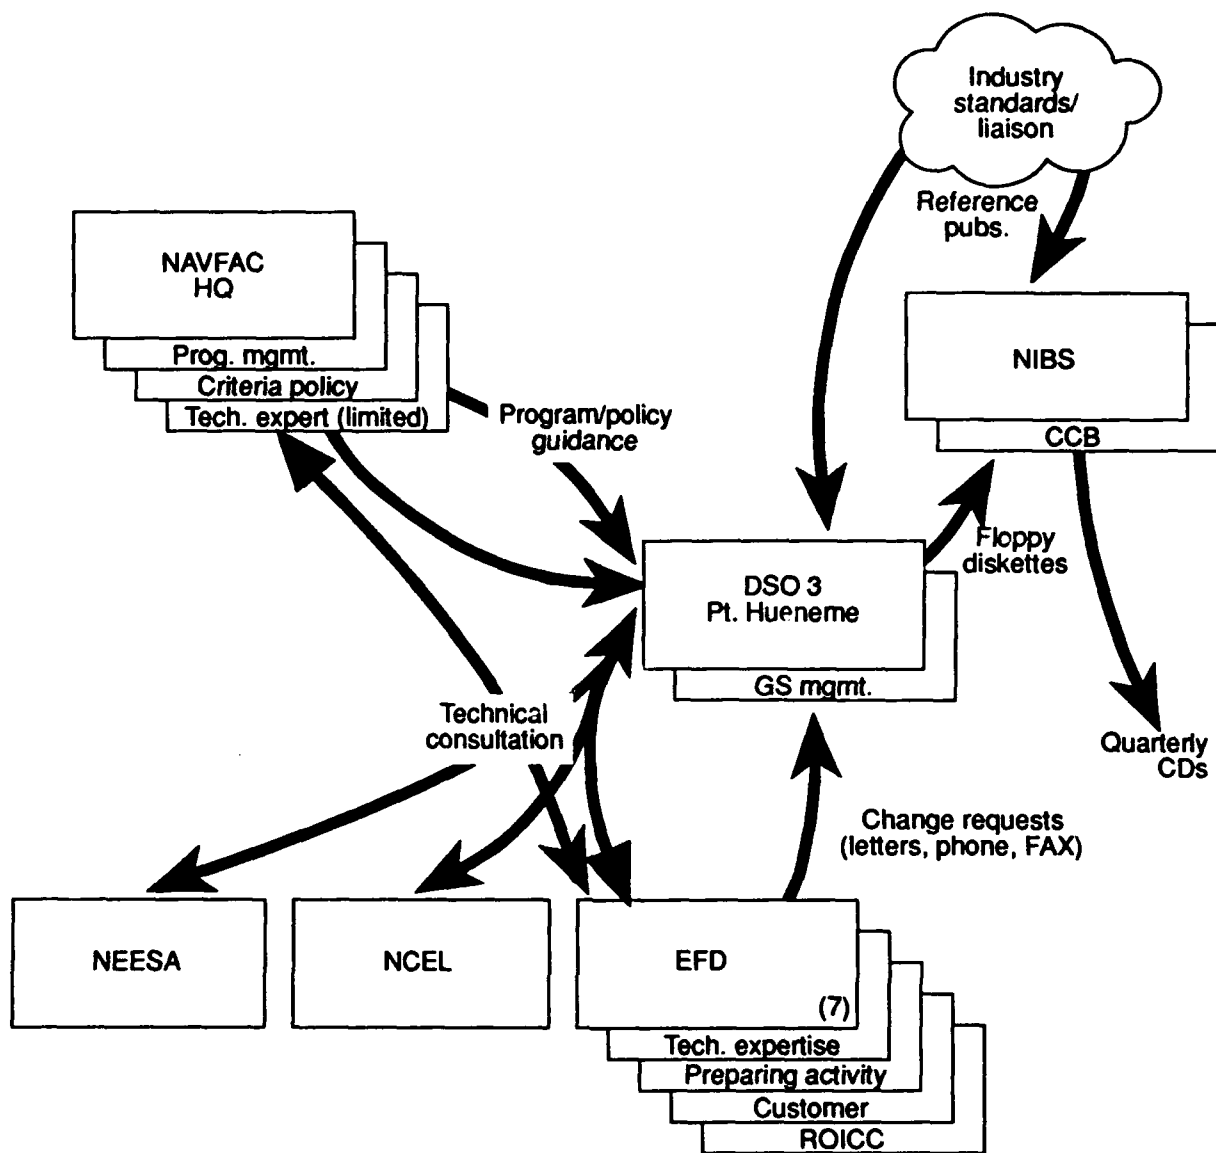 Industry
standards/
liaison
Reference
pubs.
NAVFAC
HQ
Prog. mgmt.
Criteria policy
Tech. expert (limited)
Program/policy
guidance
NIBS
CCB
Floppy
diskettes
DSO 3
Pt. Hueneme
GS mgmt.
Technical
consultation
Quarterly
CDs
Change requests
(letters, phone, FAX)
NEESA
NCEL
EFD
(7)
Tech. expertise
Preparing activity
Customer
ROICC